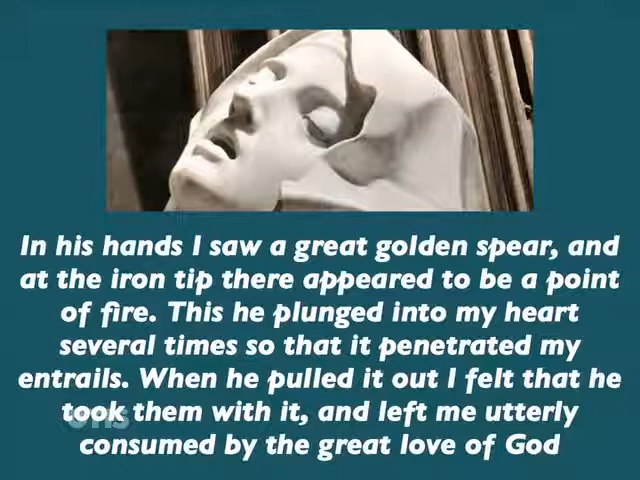 In his hands I saw a great golden spear, and
at the iron tip there appeared to be a point
of fire. This he plunged into my heart
several times so that it penetrated my
entrails. When he pulled it out I felt that he
took them with it, and left me utterly
consumed by the great love of God